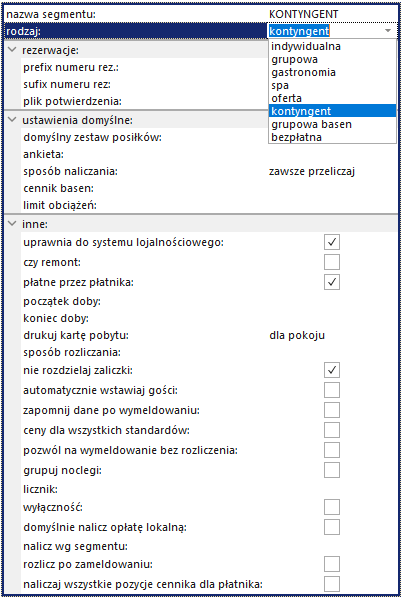 nazwa segmentu: KONTYNGENT
rodzaj: kontyngent
indywidualna
grupowa
gastronomia
spa
oferta
kontyngent
grupowa basen
bezpłatna
rezerwacje:
prefix numeru rez.:
sufix numeru rez:
plik potwierdzenia:
ustawienia domyślne:
domyślny zestaw posiłków:
ankieta:
sposób naliczania: zawsze przeliczaj
cennik basen:
limit obciążeń:
inne:
uprawnia do systemu lojalnościowego:
czy remont:
płatne przez płatnika:
początek doby:
koniec doby:
drukuj kartę pobytu: dla pokoju
sposób rozliczania:
nie rozdzielaj zaliczki:
automatycznie wstawiaj gości:
zapomnij dane po wymeldowaniu:
ceny dla wszystkich standardów:
pozwól na wymeldowanie bez rozliczenia:
grupuj noclegi:
licznik:
wyłączność:
domyślnie nalicz opłatę lokalną:
nalicz wg segmentu:
rozlicz po zameldowaniu:
naliczaj wszystkie pozycje cennika dla płatnika: